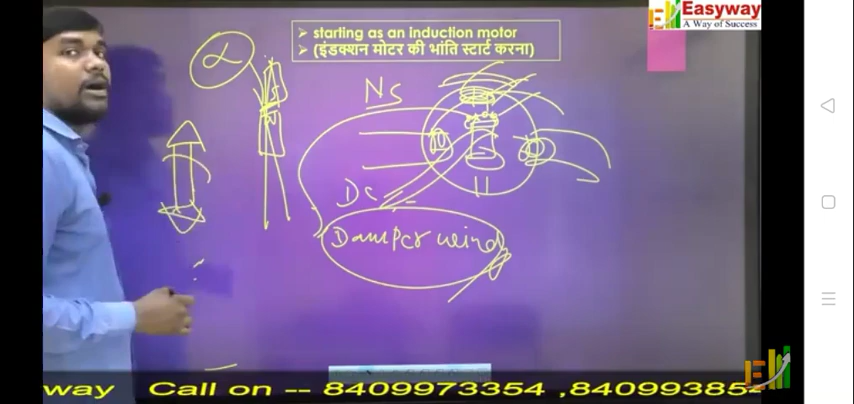 Easyway
A Way of Success
➤ starting as an induction motor
➤ (इंडक्शन मोटर की भांति स्टार्ट करना)
α
Ns
S
N
DC
Damper wind
way Call on -- 8409973354 ,840993854